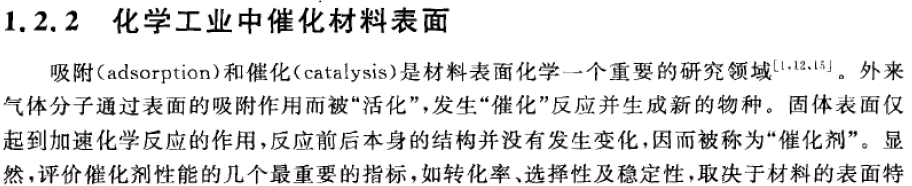 1.2.2 化学工业中催化材料表面
吸附(adsorption)和催化(catalysis)是材料表面化学一个重要的研究领域[1,12,15]。外来
气体分子通过表面的吸附作用而被“活化”,发生“催化”反应并生成新的物种。固体表面仅
起到加速化学反应的作用,反应前后本身的结构并没有发生变化,因而被称为“催化剂”。显
然,评价催化剂性能的几个最重要的指标,如转化率、选择性及稳定性,取决于材料的表面特